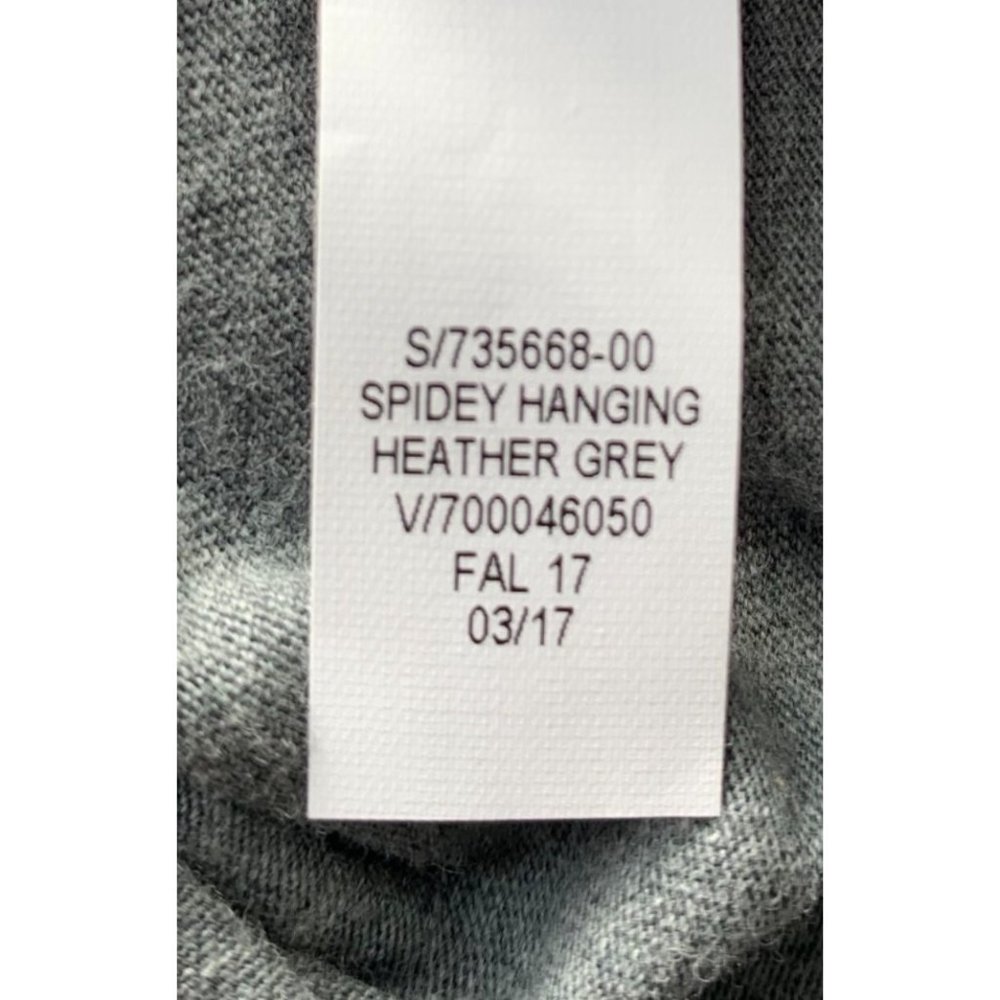 S/735668-00
SPIDEY HANGING
HEATHER GREY
V/700046050
FAL 17
03/17